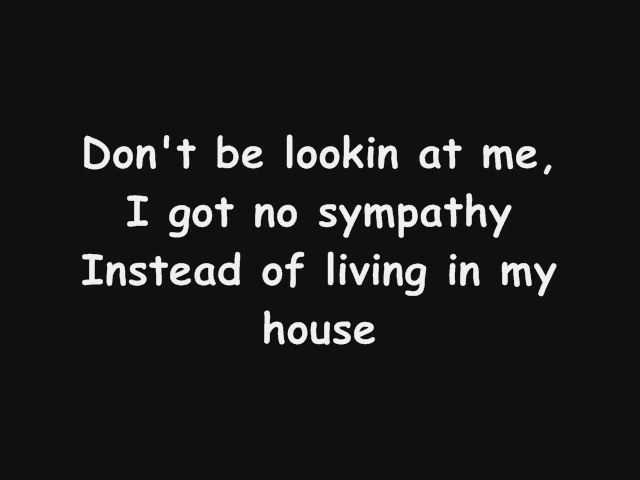 Don't be lookin at me,
I got no sympathy
Instead of living in my
house